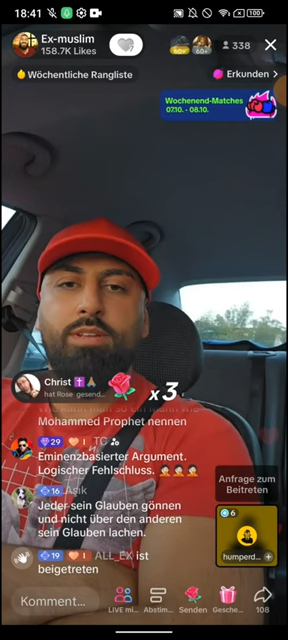 18:41
100
Ex-muslim
158.7K Likes
60+
60+
338
Wöchentliche Rangliste
Erkunden >
Wochenend-Matches
07.10. - 08.10.
Christ
hat Rose gesend...
x3
Mohammed Prophet nennen
29 1 TC
Eminenzbasierter Argument.
Logischer Fehlschluss.
16 Asik
Jeder sein Glauben gönnen
und nicht über den anderen
sein Glauben lachen.
19 1 ALL_EX ist
beigetreten
Anfrage zum
Beitreten
6
humperd...
Komment...
LIVE mi...
Abstim...
Senden
Gesche...
108